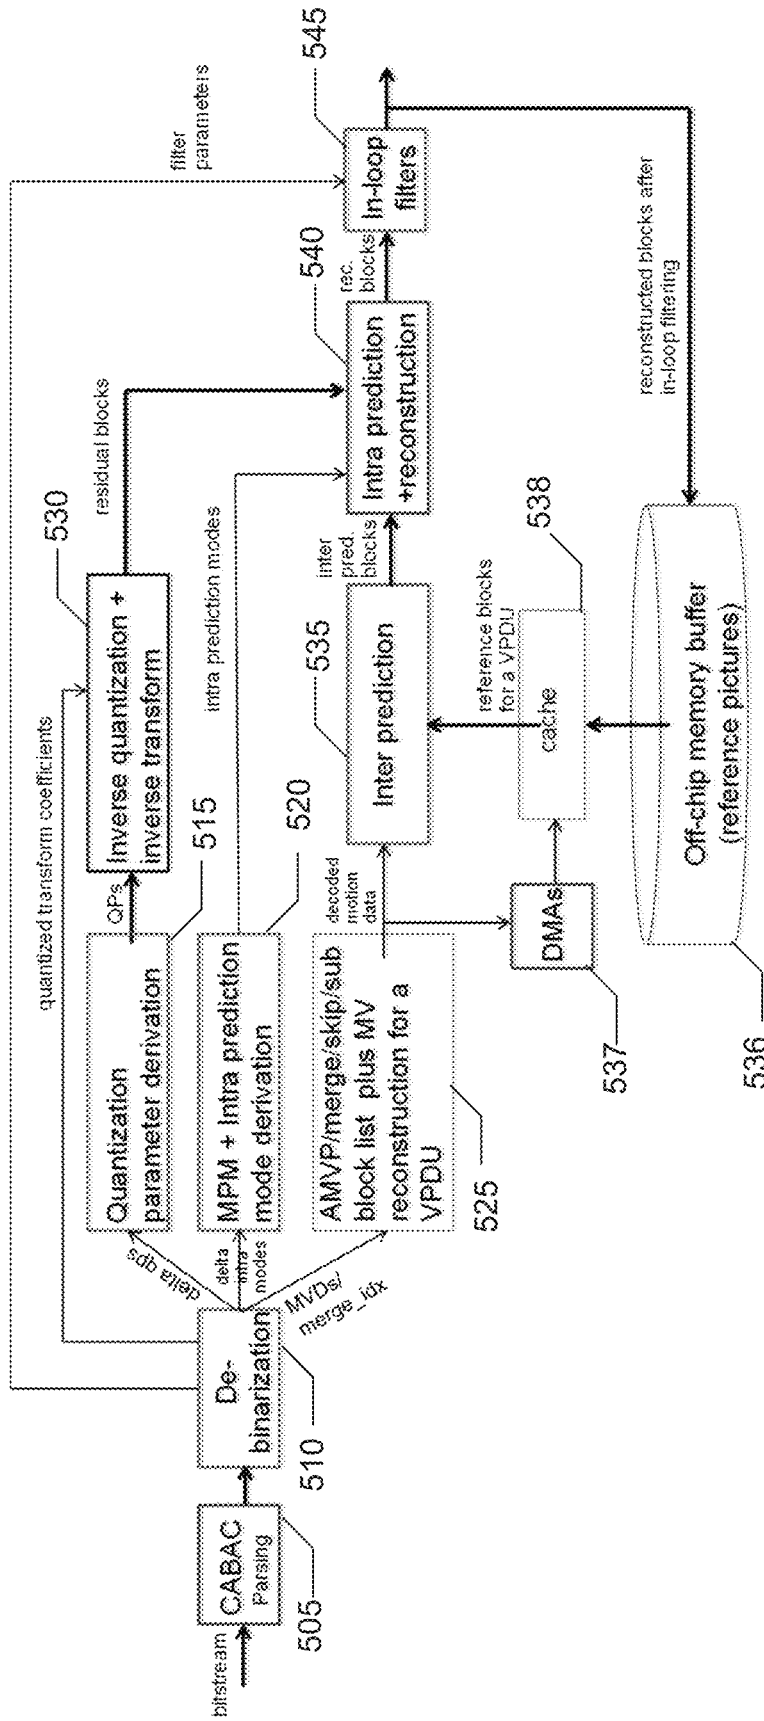 bitstream
CABAC
Parsing
505
De-
binarization
510
delta qps
delta
intra
modes
MVDs/
merge_idx
quantized transform coefficients
Quantization
parameter derivation
515
QPs
MPM + Intra prediction
mode derivation
520
AMVP/merge/skip/sub
block list plus MV
reconstruction for a
VPDU
525
Inverse quantization +
inverse transform
530
residual blocks
intra prediction modes
decoded
motion
data
Inter prediction
535
inter
pred.
blocks
DMAs
537
cache
538
reference blocks
for a VPDU
Off-chip memory buffer
(reference pictures)
536
Intra prediction
+reconstruction
540
rec.
blocks
filter
parameters
In-loop
filters
545
reconstructed blocks after
in-loop filtering